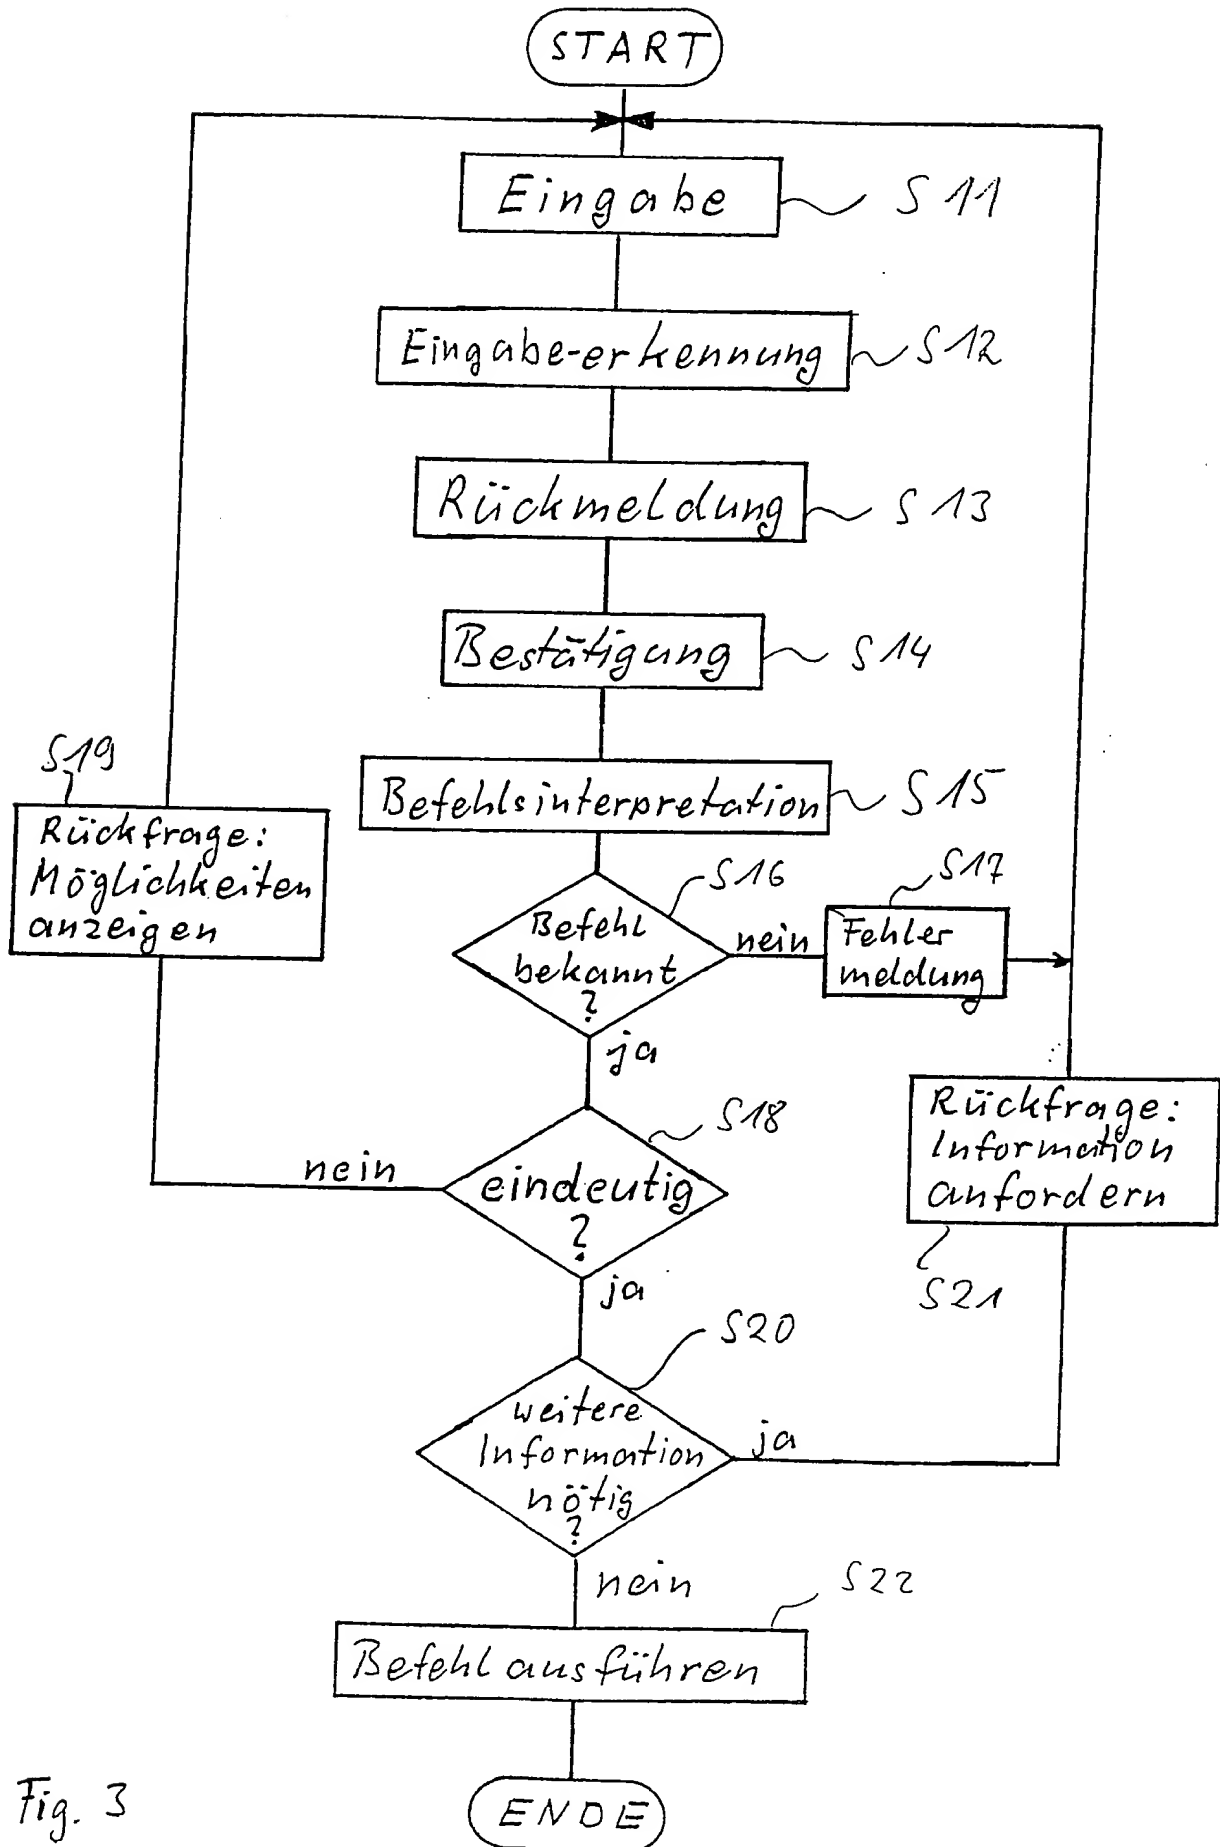 START
Eingabe
S11
Eingabe-erkennung
S12
Rückmeldung
S13
Bestätigung
S14
S19
Befehlsinterpretation
S15
Rückfrage:
Möglichkeiten
anzeigen
S16
S17
Befehl
bekannt
?
nein
Fehler
meldung
ja
Rückfrage:
Information
anfordern
S18
nein
eindeutig
?
S21
ja
S20
weitere
Information
nötig
?
ja
nein
S22
Befehl ausführen
Fig. 3
ENDE